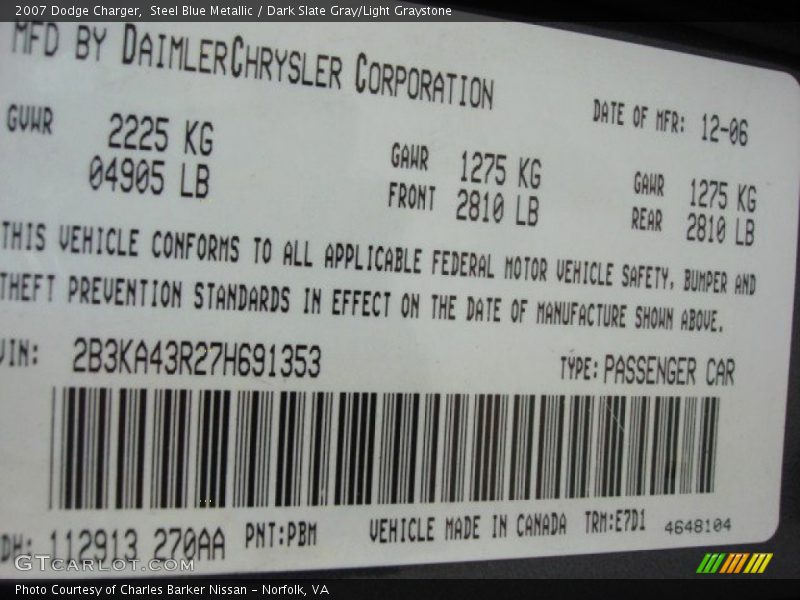 2007 Dodge Charger,  Steel Blue Metallic / Dark Slate Gray/Light Graystone
MFD BY DAIMLERCHRYSLER CORPORATION
DATE OF MFR: 12-06
GVWR 2225 KG
04905 LB
GAWR 1275 KG
FRONT 2810 LB
GAWR 1275 KG
REAR 2810 LB
THIS VEHICLE CONFORMS TO ALL APPLICABLE FEDERAL MOTOR VEHICLE SAFETY, BUMPER AND
THEFT PREVENTION STANDARDS IN EFFECT ON THE DATE OF MANUFACTURE SHOWN ABOVE.
VIN: 2B3KA43R27H691353
TYPE: PASSENGER CAR
DH: 112913 270AA
PNT:PBM
VEHICLE MADE IN CANADA
TRM:E7D1
4648104
GTcarlot.com
Photo Courtesy of Charles Barker Nissan - Norfolk, VA